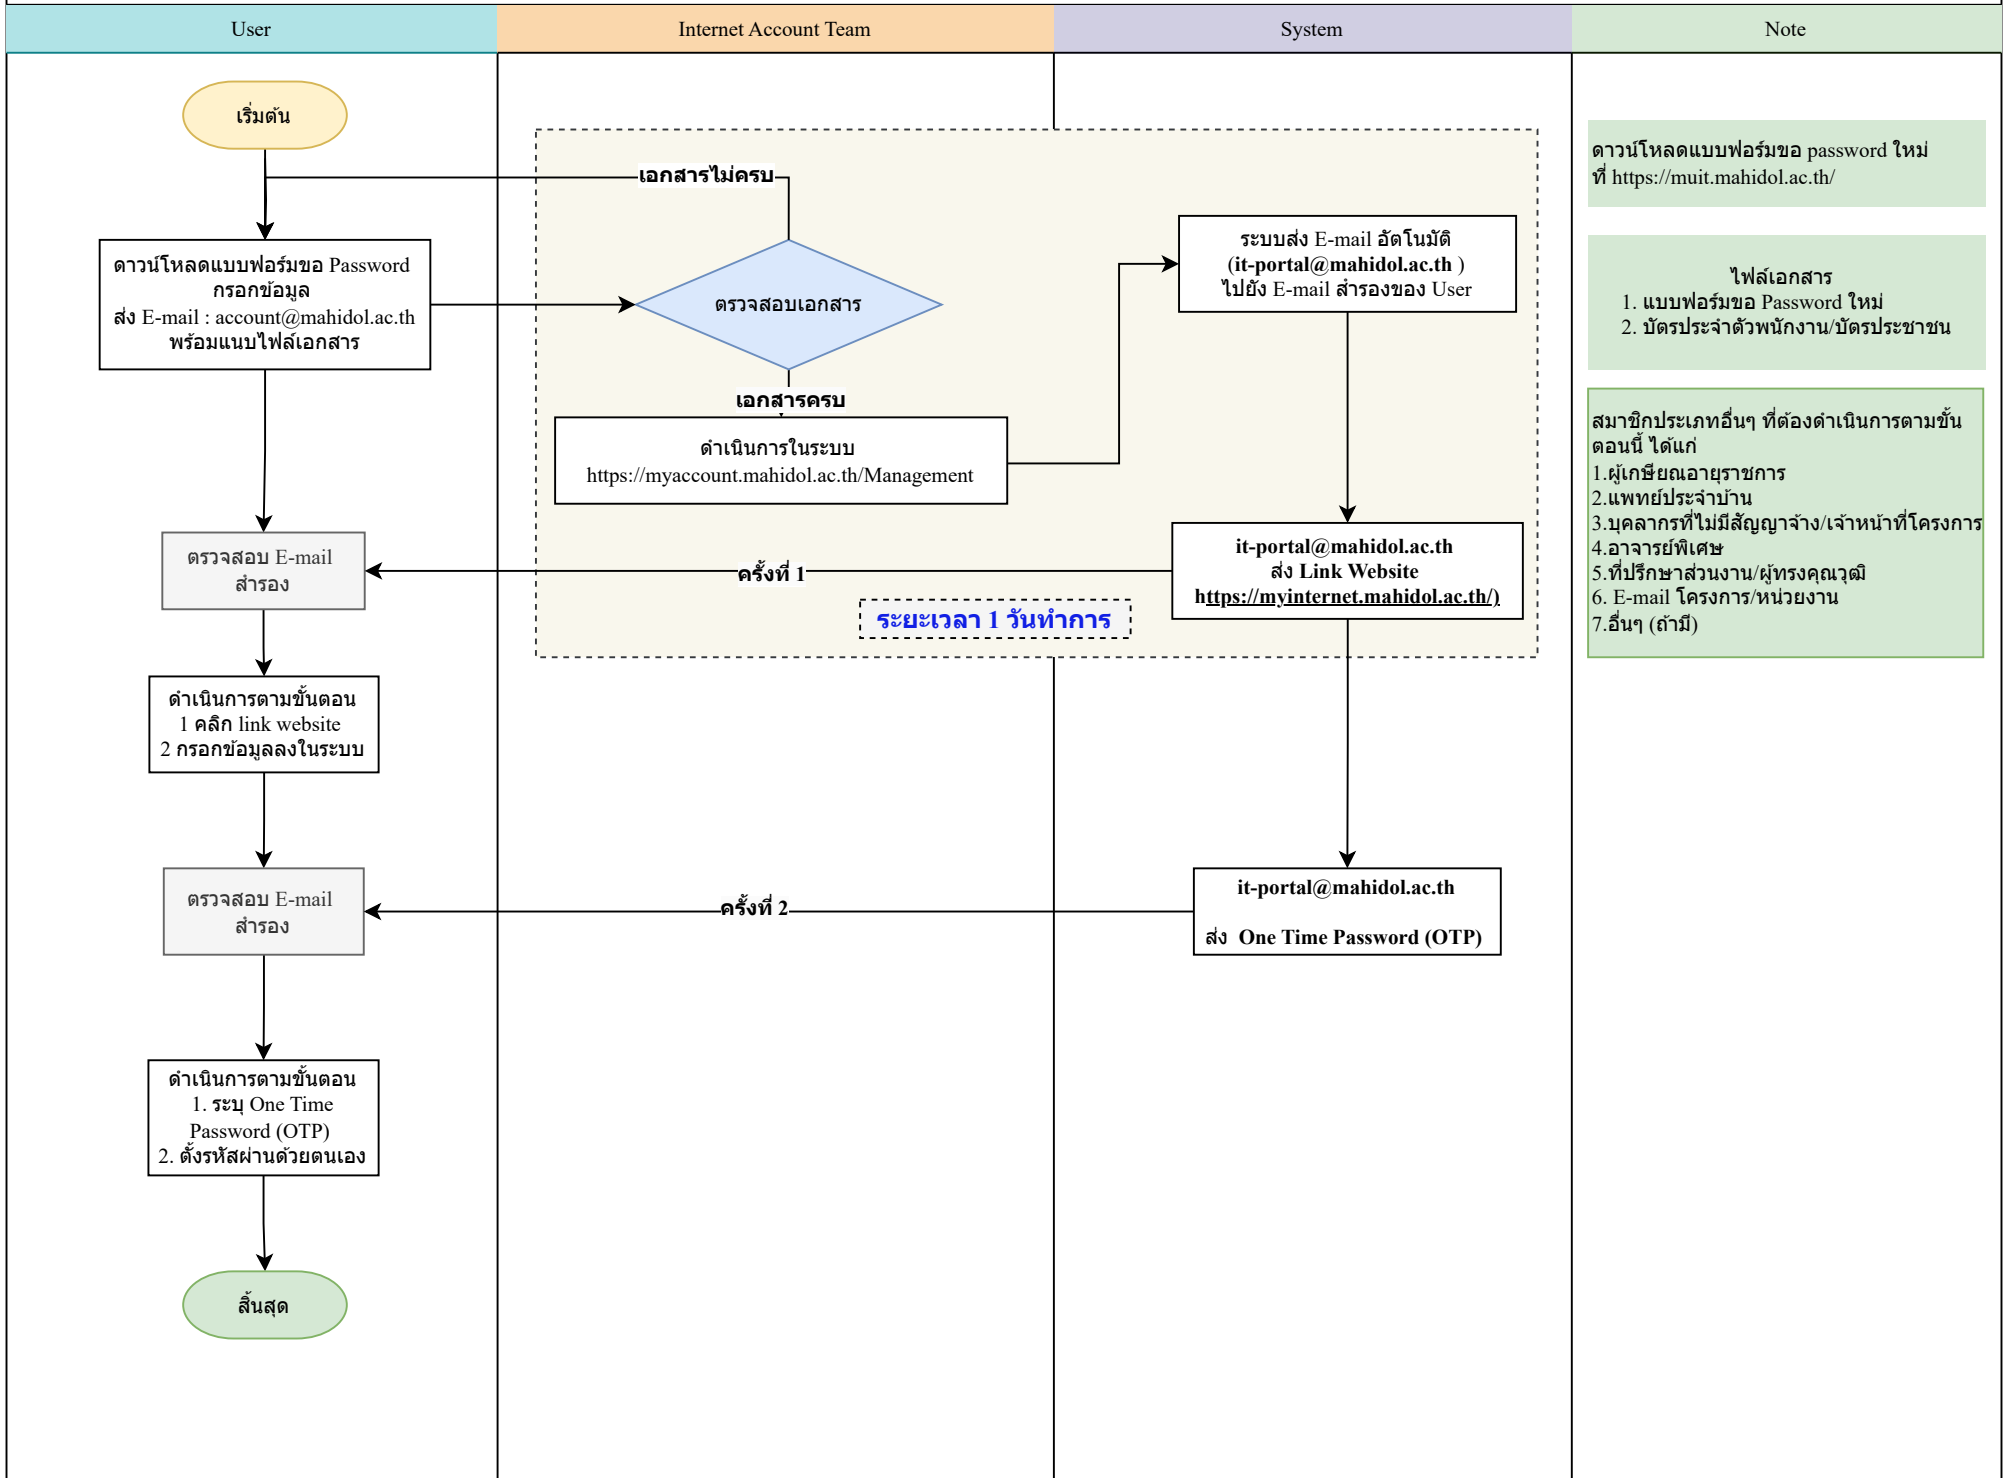 User
Internet Account Team
System
Note
เริ่มต้น
เอกสารไม่ครบ
ดาวน์โหลดแบบฟอร์มขอ Password
กรอกข้อมูล
ส่ง E-mail : account@mahidol.ac.th
พร้อมแนบไฟล์เอกสาร
ตรวจสอบเอกสาร
เอกสารครบ
ดำเนินการในระบบ
https://myaccount.mahidol.ac.th/Management
ระบบส่ง E-mail อัตโนมัติ
(it-portal@mahidol.ac.th )
ไปยัง E-mail สำรองของ User
it-portal@mahidol.ac.th
ส่ง Link Website
https://myinternet.mahidol.ac.th/)
ครั้งที่ 1
ระยะเวลา 1 วันทำการ
ตรวจสอบ E-mail
สำรอง
ดำเนินการตามขั้นตอน
1 คลิก link website
2 กรอกข้อมูลลงในระบบ
it-portal@mahidol.ac.th
ส่ง One Time Password (OTP)
ครั้งที่ 2
ตรวจสอบ E-mail
สำรอง
ดำเนินการตามขั้นตอน
1. ระบุ One Time
Password (OTP)
2. ตั้งรหัสผ่านด้วยตนเอง
สิ้นสุด
ดาวน์โหลดแบบฟอร์มขอ password ใหม่
ที่ https://muit.mahidol.ac.th/
ไฟล์เอกสาร
1. แบบฟอร์มขอ Password ใหม่
2. บัตรประจำตัวพนักงาน/บัตรประชาชน
สมาชิกประเภทอื่นๆ ที่ต้องดำเนินการตามขั้น
ตอนนี้ ได้แก่
1.ผู้เกษียณอายุราชการ
2.แพทย์ประจำบ้าน
3.บุคลากรที่ไม่มีสัญญาจ้าง/เจ้าหน้าที่โครงการ
4.อาจารย์พิเศษ
5.ที่ปรึกษาส่วนงาน/ผู้ทรงคุณวุฒิ
6. E-mail โครงการ/หน่วยงาน
7.อื่นๆ (ถ้ามี)